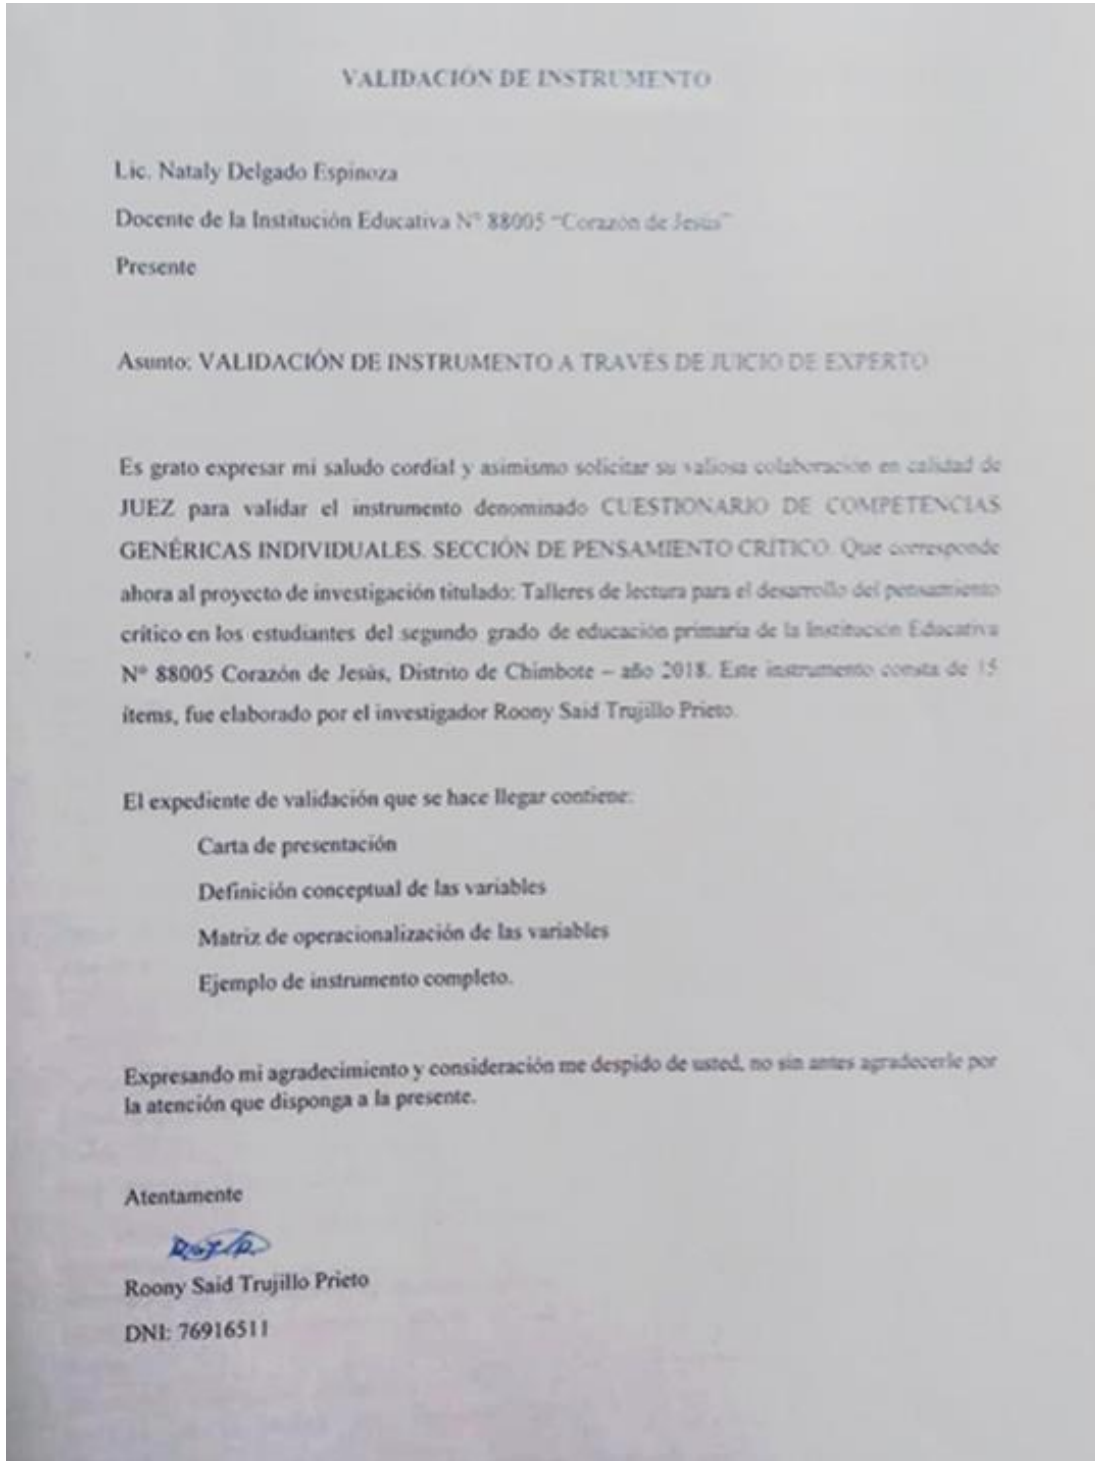 VALIDACIÓN DE INSTRUMENTO
Lic. Nataly Delgado Espinoza
Docente de la Institución Educativa N° 88005 "Corazón de Jesús"
Presente
Asunto: VALIDACIÓN DE INSTRUMENTO A TRAVÉS DE JUICIO DE EXPERTO
Es grato expresar mi saludo cordial y asimismo solicitar su valiosa colaboración en calidad de
JUEZ para validar el instrumento denominado CUESTIONARIO DE COMPETENCIAS
GENÉRICAS INDIVIDUALES. SECCIÓN DE PENSAMIENTO CRÍTICO. Que corresponde
ahora al proyecto de investigación titulado: Talleres de lectura para el desarrollo del pensamiento
crítico en los estudiantes del segundo grado de educación primaria de la Institución Educativa
N° 88005 Corazón de Jesús, Distrito de Chimbote – año 2018. Este instrumento consta de 15
ítems, fue elaborado por el investigador Roony Said Trujillo Prieto.
El expediente de validación que se hace llegar contiene:
Carta de presentación
Definición conceptual de las variables
Matriz de operacionalización de las variables
Ejemplo de instrumento completo.
Expresando mi agradecimiento y consideración me despido de usted, no sin antes agradecerle por
la atención que disponga a la presente.
Atentamente
Roony Said Trujillo Prieto
DNI: 76916511